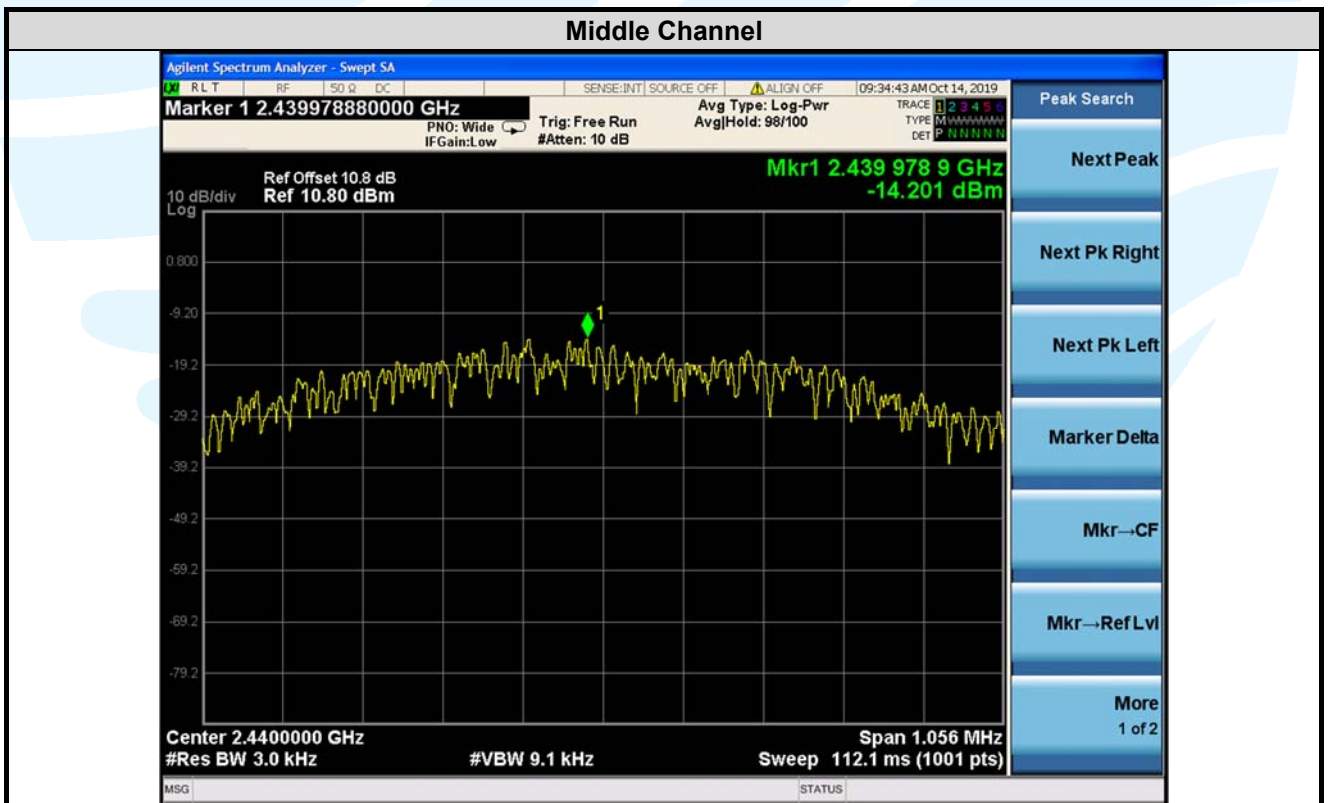 Middle Channel
Agilent Spectrum Analyzer - Swept SA
LXI RLT RF 50 Ω DC SENSE:INT SOURCE OFF ALIGN OFF 09:34:43 AM Oct 14, 2019
Marker 1 2.439978880000 GHz
PNO: Wide
IFGain:Low
Trig: Free Run
#Atten: 10 dB
Avg Type: Log-Pwr
Avg|Hold: 98/100
TRACE 1 2 3 4 5 6
TYPE M WWWWW
DET P N N N N N
Ref Offset 10.8 dB
Ref 10.80 dBm
10 dB/div
Log
Mkr1 2.439 978 9 GHz
-14.201 dBm
0.800
-9.20
-19.2
-29.2
-39.2
-49.2
-59.2
-69.2
-79.2
1
Center 2.4400000 GHz
Span 1.056 MHz
#Res BW 3.0 kHz
#VBW 9.1 kHz
Sweep 112.1 ms (1001 pts)
MSG
STATUS
Peak Search
Next Peak
Next Pk Right
Next Pk Left
Marker Delta
Mkr→CF
Mkr→Ref Lvl
More
1 of 2